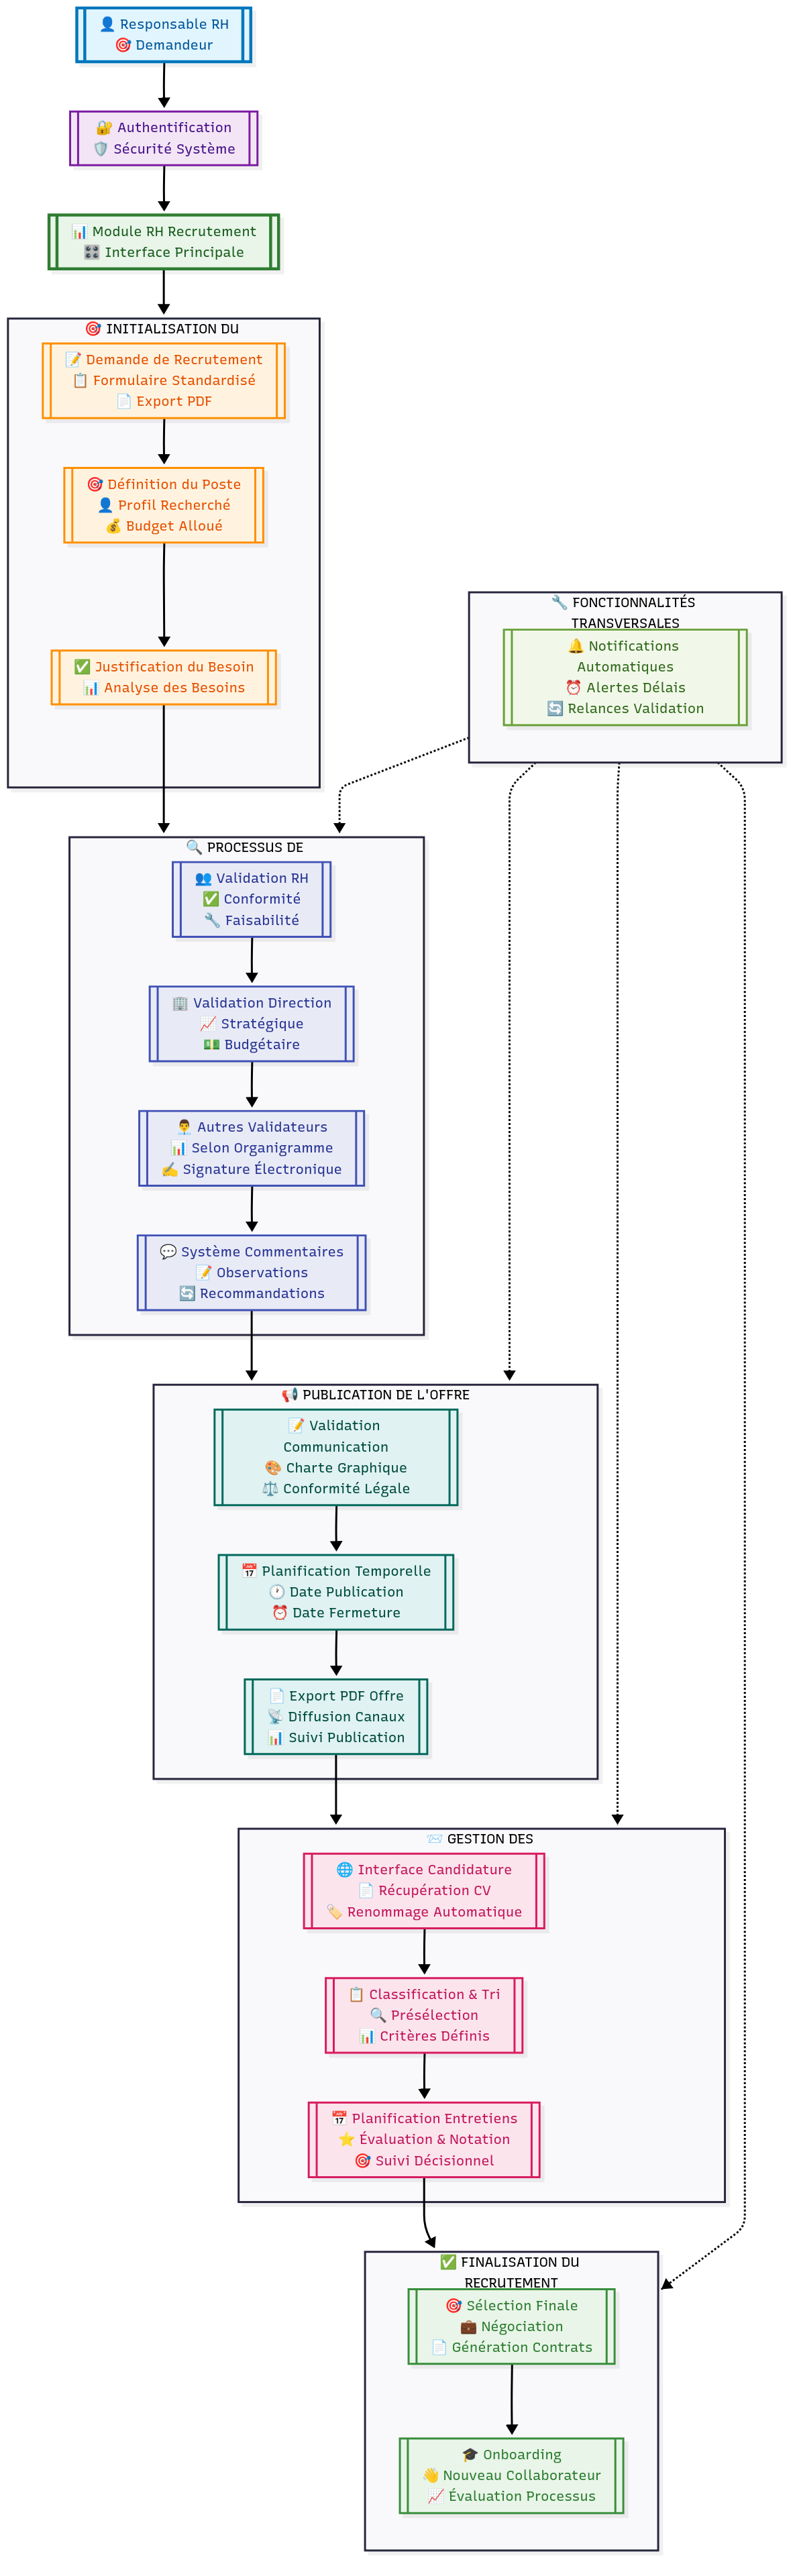 👤 Responsable RH
🎯 Demandeur
🔐 Authentification
🛡️ Sécurité Système
📊 Module RH Recrutement
🎛️ Interface Principale
🎯 INITIALISATION DU
📝 Demande de Recrutement
📋 Formulaire Standardisé
📄 Export PDF
🎯 Définition du Poste
👤 Profil Recherché
💰 Budget Alloué
✅ Justification du Besoin
📊 Analyse des Besoins
🔧 FONCTIONNALITÉS
TRANSVERSALES
🔔 Notifications
Automatiques
⏰ Alertes Délais
🔄 Relances Validation
🔍 PROCESSUS DE
👥 Validation RH
✅ Conformité
🔧 Faisabilité
🏢 Validation Direction
📈 Stratégique
💵 Budgétaire
👨‍💼 Autres Validateurs
📊 Selon Organigramme
✍️ Signature Électronique
💬 Système Commentaires
📝 Observations
🔄 Recommandations
📢 PUBLICATION DE L'OFFRE
📝 Validation
Communication
🎨 Charte Graphique
⚖️ Conformité Légale
📅 Planification Temporelle
🕐 Date Publication
⏰ Date Fermeture
📄 Export PDF Offre
📡 Diffusion Canaux
📊 Suivi Publication
📨 GESTION DES
🌐 Interface Candidature
📄 Récupération CV
🏷️ Renommage Automatique
📋 Classification & Tri
🔍 Présélection
📊 Critères Définis
📅 Planification Entretiens
⭐ Évaluation & Notation
🎯 Suivi Décisionnel
✅ FINALISATION DU
RECRUTEMENT
🎯 Sélection Finale
💼 Négociation
📄 Génération Contrats
🎓 Onboarding
👋 Nouveau Collaborateur
📈 Évaluation Processus